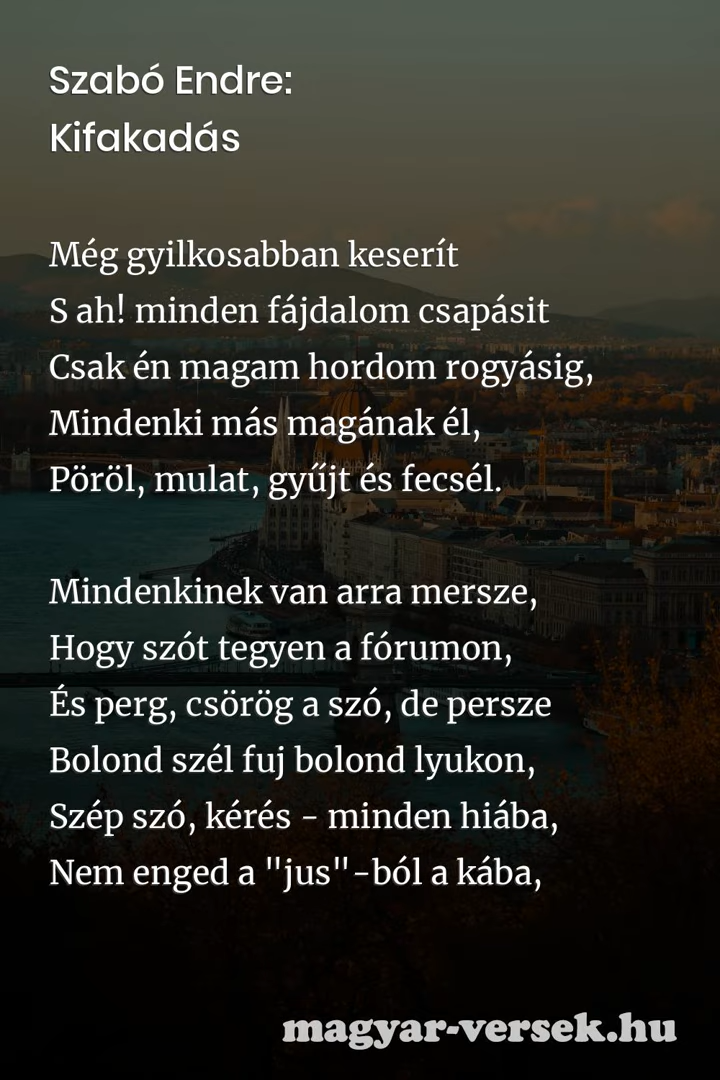 Szabó Endre:
Kifakadás
Még gyilkosabban keserít
S ah! minden fájdalom csapásit
Csak én magam hordom rogyásig,
Mindenki más magának él,
Pöröl, mulat, gyűjt és fecsél.
Mindenkinek van arra mersze,
Hogy szót tegyen a fórumon,
És perg, csörög a szó, de persze
Bolond szél fuj bolond lyukon,
Szép szó, kérés - minden hiába,
Nem enged a "jus"-ból a kába,
magyar-versek.hu